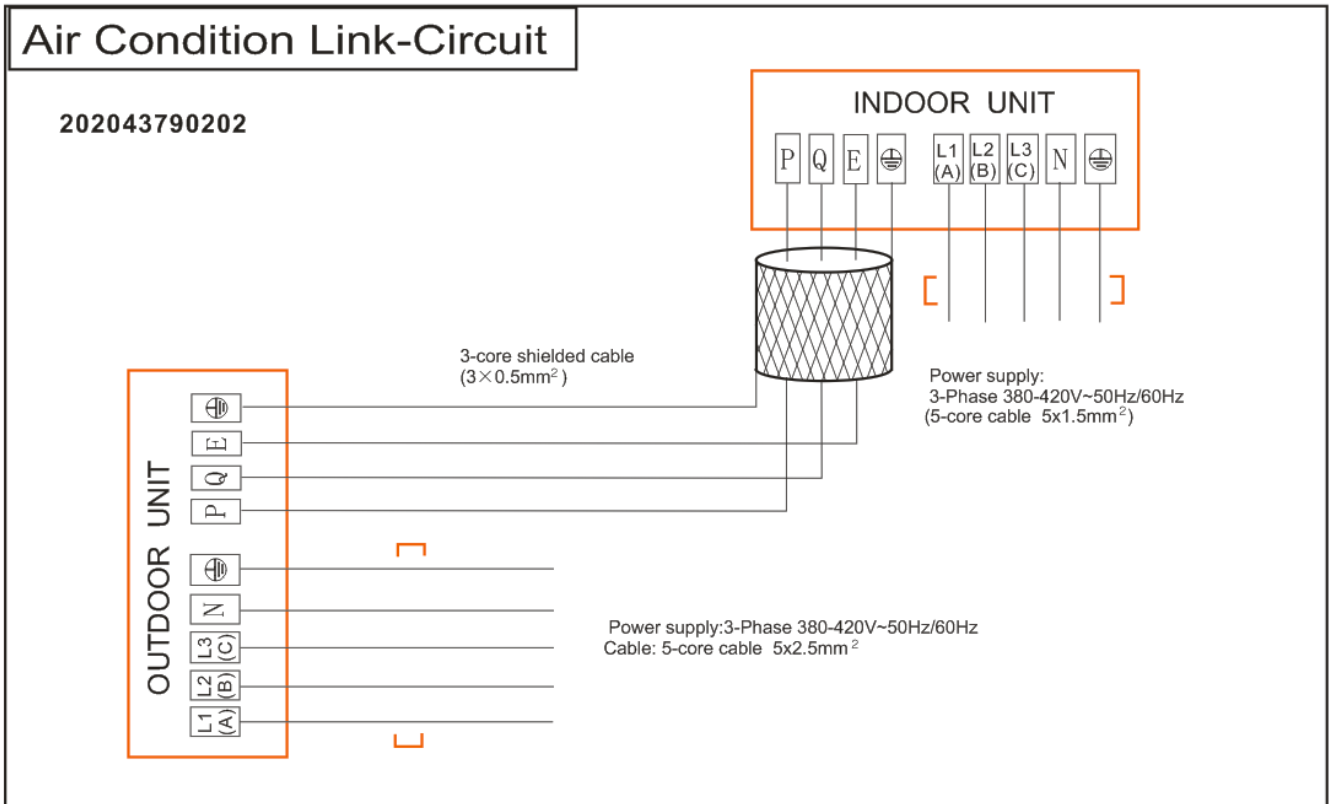 Air Condition Link-Circuit
202043790202
INDOOR UNIT
P Q E L1 (A) L2 (B) L3 (C) N
3-core shielded cable
(3×0.5mm²)
Power supply:
3-Phase 380-420V~50Hz/60Hz
(5-core cable 5x1.5mm²)
OUTDOOR UNIT
E
Q
P
N
L3 (C)
L2 (B)
L1 (A)
Power supply:3-Phase 380-420V~50Hz/60Hz
Cable: 5-core cable 5x2.5mm²